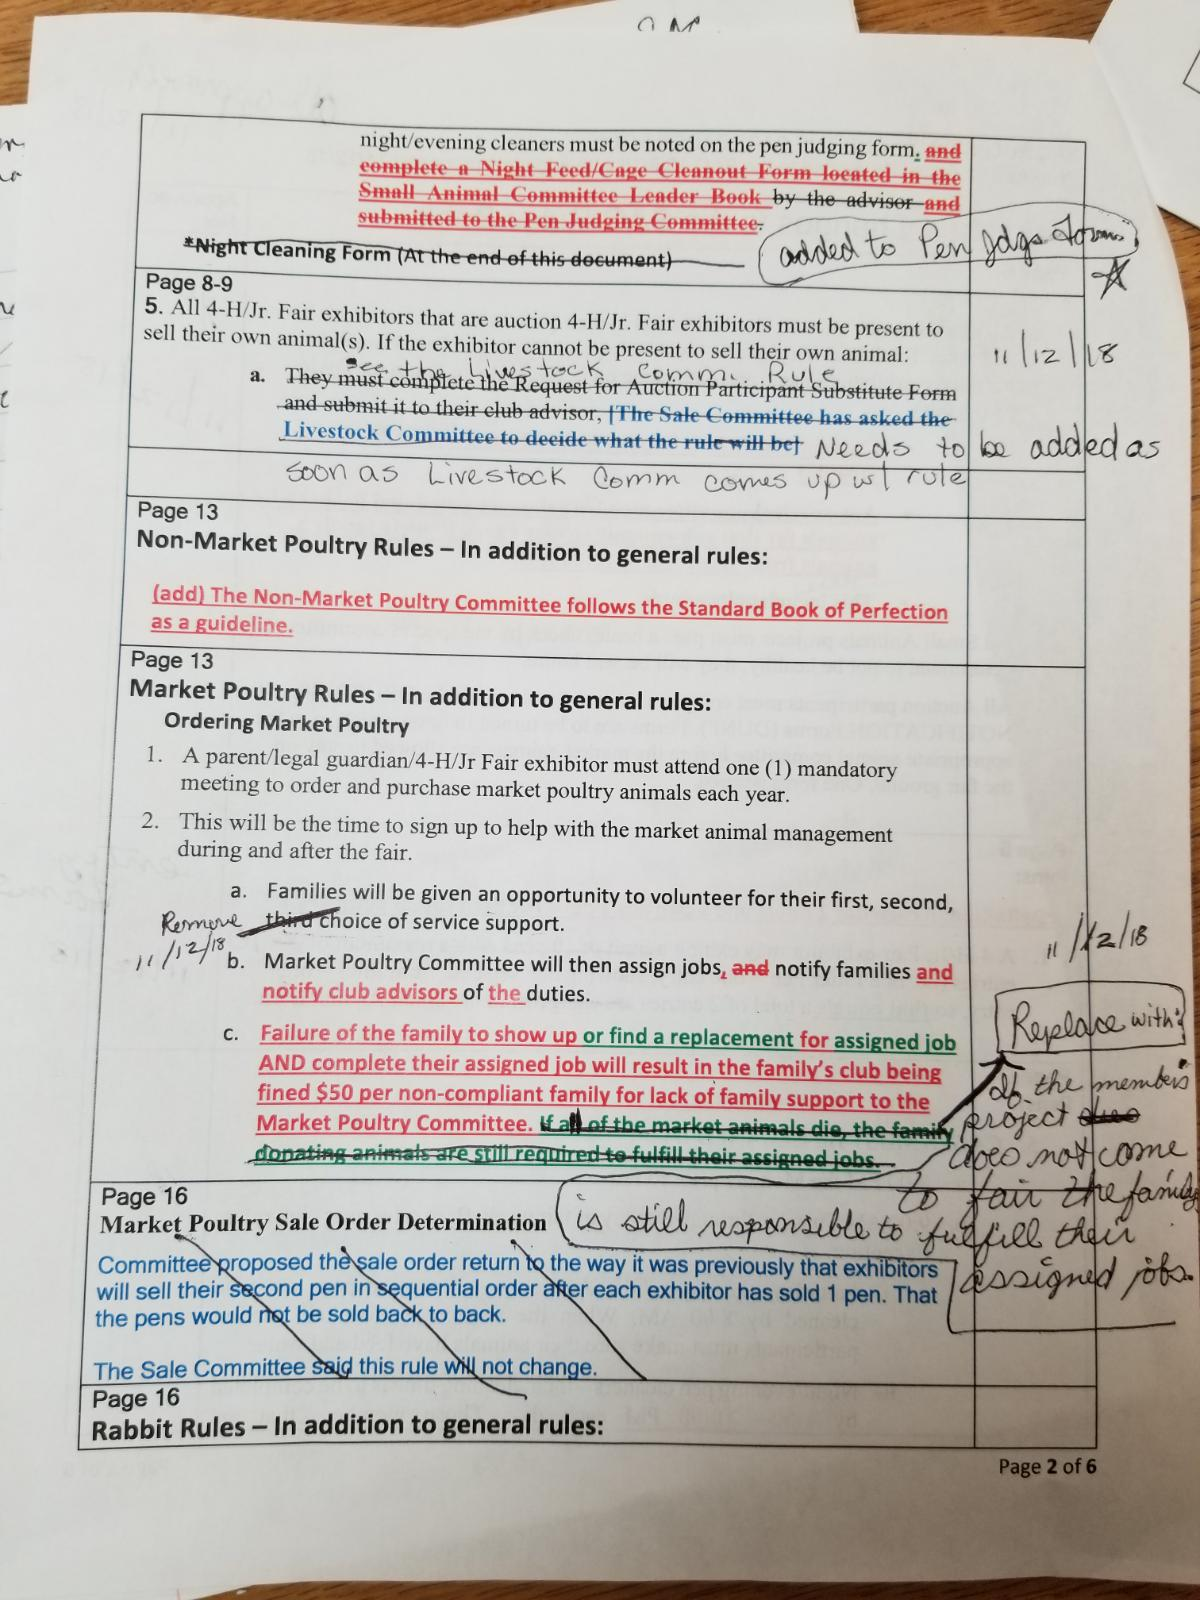 night/evening cleaners must be noted on the pen judging form. and
complete a Night Feed/Cage Cleanout Form located in the
Small Animal Committee Leader Book by the advisor and
submitted to the Pen Judging Committee.
*Night Cleaning Form (At the end of this document)
added to Pen Jdgs Forms
Page 8-9
5. All 4-H/Jr. Fair exhibitors that are auction 4-H/Jr. Fair exhibitors must be present to
sell their own animal(s). If the exhibitor cannot be present to sell their own animal:
11/12/18
see the Livestock Comm. Rule
a. They must complete the Request for Auction Participant Substitute Form
and submit it to their club advisor, [The Sale Committee has asked the
Livestock Committee to decide what the rule will be] Needs to be added as
soon as Livestock Comm comes up w/ rule
Page 13
Non-Market Poultry Rules – In addition to general rules:
(add) The Non-Market Poultry Committee follows the Standard Book of Perfection
as a guideline.
Page 13
Market Poultry Rules – In addition to general rules:
Ordering Market Poultry
1. A parent/legal guardian/4-H/Jr Fair exhibitor must attend one (1) mandatory
meeting to order and purchase market poultry animals each year.
2. This will be the time to sign up to help with the market animal management
during and after the fair.
a. Families will be given an opportunity to volunteer for their first, second,
Remove third choice of service support.
11/12/18
11/12/18
b. Market Poultry Committee will then assign jobs, and notify families and
notify club advisors of the duties.
c. Failure of the family to show up or find a replacement for assigned job
AND complete their assigned job will result in the family's club being
fined $50 per non-compliant family for lack of family support to the
Market Poultry Committee. If all of the market animals die, the family
donating animals are still required to fulfill their assigned jobs.
Replace with:
If the members
project does
does not come
to fair the family
is still responsible to fulfill their
assigned jobs.
Page 16
Market Poultry Sale Order Determination
Committee proposed the sale order return to the way it was previously that exhibitors
will sell their second pen in sequential order after each exhibitor has sold 1 pen. That
the pens would not be sold back to back.
The Sale Committee said this rule will not change.
Page 16
Rabbit Rules – In addition to general rules:
Page 2 of 6